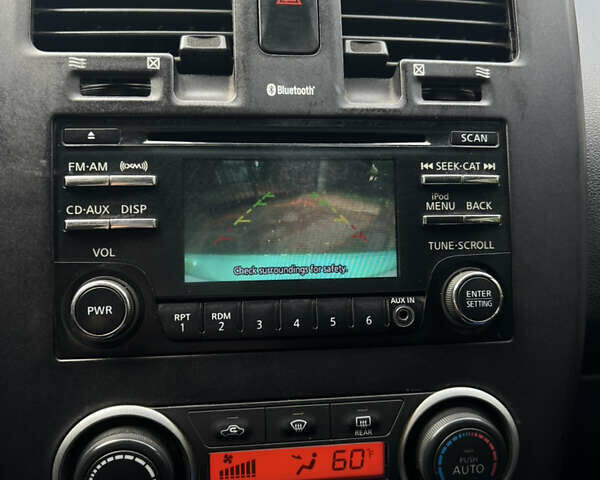 Bluetooth®
SCAN
FM·AM
(XM)
SEEK·CAT
CD·AUX
DISP
iPod
MENU
BACK
VOL
TUNE·SCROLL
Check surroundings for safety.
PWR
ENTER
SETTING
AUX IN
RPT
1
RDM
2
3
4
5
6
REAR
60°F
PUSH
AUTO